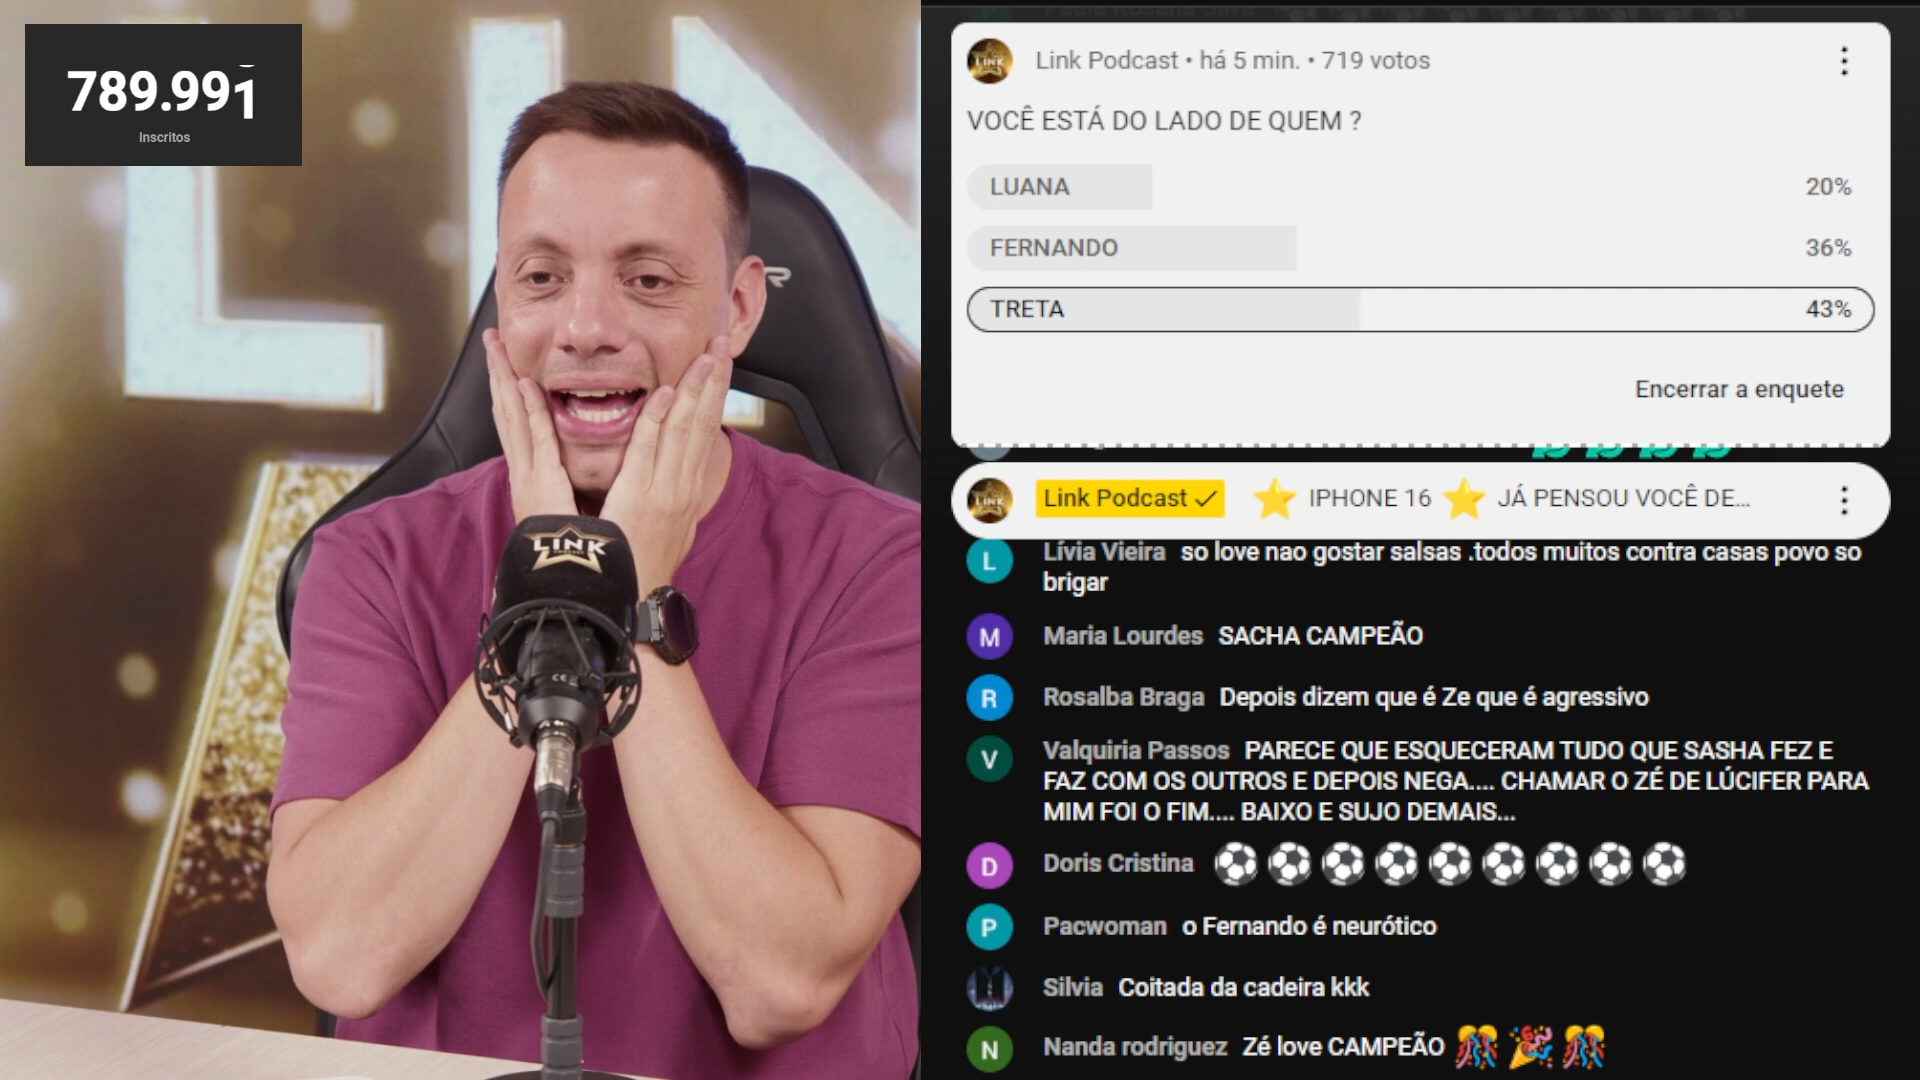 789.991
Inscritos
LINK
Link Podcast • há 5 min. • 719 votos
VOCÊ ESTÁ DO LADO DE QUEM ?
LUANA 20%
FERNANDO 36%
TRETA 43%
Encerrar a enquete
Link Podcast ✓ ⭐ IPHONE 16 ⭐ JÁ PENSOU VOCÊ DE...
L Lívia Vieira so love nao gostar salsas .todos muitos contra casas povo so
brigar
M Maria Lourdes SACHA CAMPEÃO
R Rosalba Braga Depois dizem que é Ze que é agressivo
V Valquiria Passos PARECE QUE ESQUECERAM TUDO QUE SASHA FEZ E
FAZ COM OS OUTROS E DEPOIS NEGA.... CHAMAR O ZÉ DE LÚCIFER PARA
MIM FOI O FIM.... BAIXO E SUJO DEMAIS...
D Doris Cristina ⚽⚽⚽⚽⚽⚽⚽⚽⚽
P Pacwoman o Fernando é neurótico
Silvia Coitada da cadeira kkk
N Nanda rodriguez Zé love CAMPEÃO 🎊🎉🎊